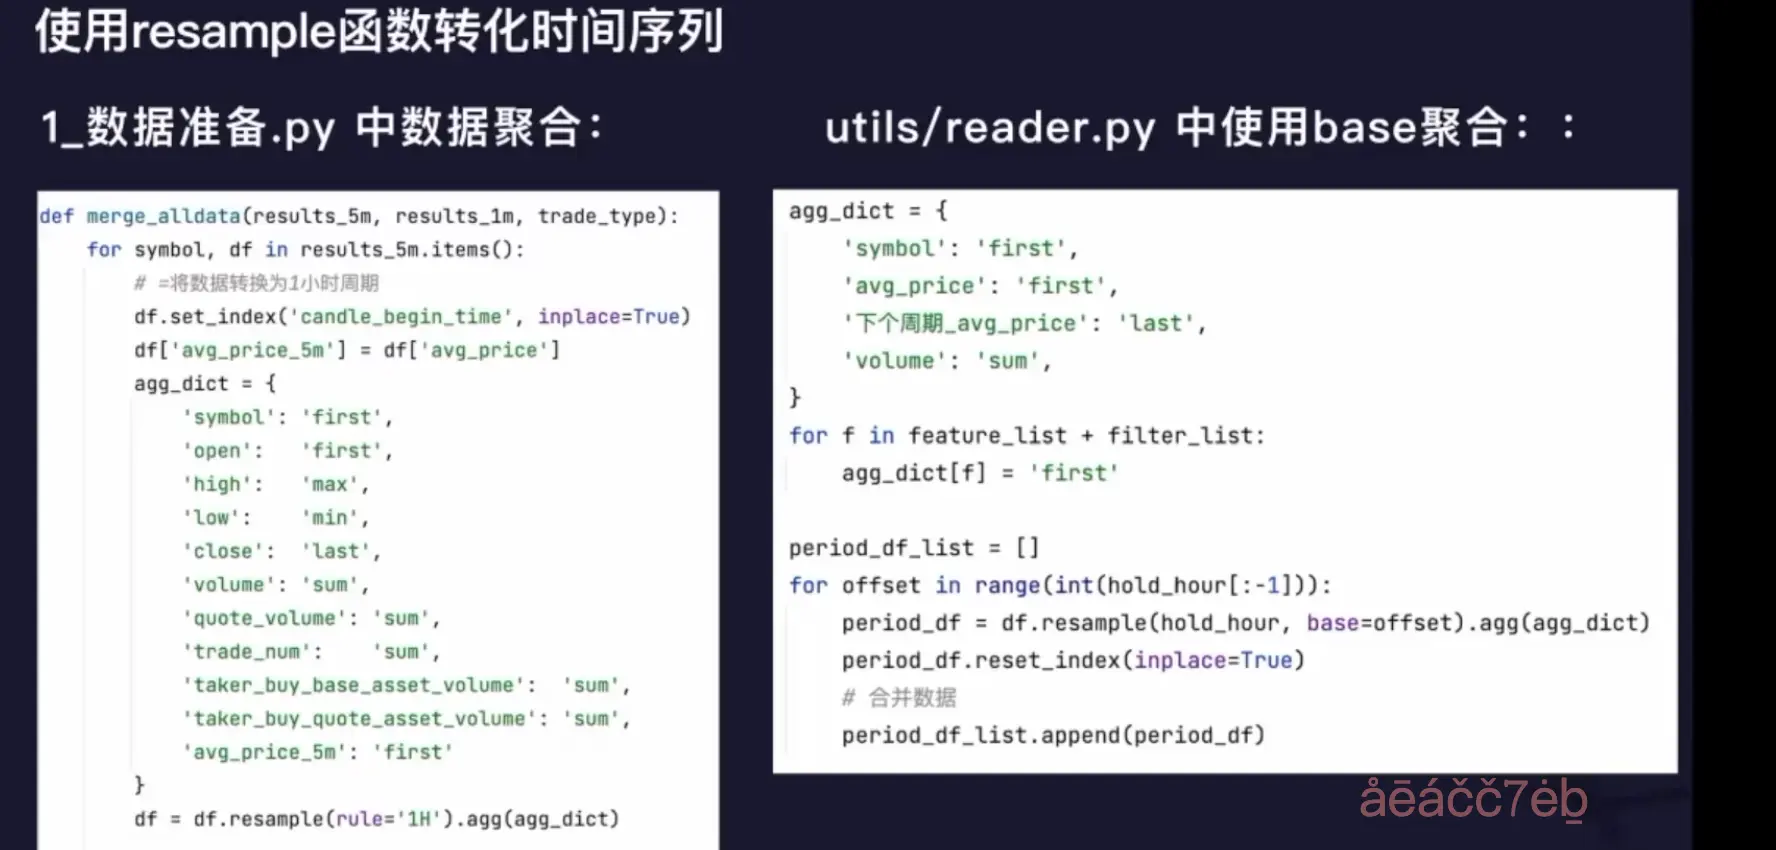 使用resample函数转化时间序列
1_数据准备.py 中数据聚合：
def merge_alldata(results_5m, results_1m, trade_type):
for symbol, df in results_5m.items():
# =将数据转换为1小时周期
df.set_index('candle_begin_time', inplace=True)
df['avg_price_5m'] = df['avg_price']
agg_dict = {
'symbol': 'first',
'open': 'first',
'high': 'max',
'low': 'min',
'close': 'last',
'volume': 'sum',
'quote_volume': 'sum',
'trade_num': 'sum',
'taker_buy_base_asset_volume': 'sum',
'taker_buy_quote_asset_volume': 'sum',
'avg_price_5m': 'first'
}
df = df.resample(rule='1H').agg(agg_dict)
utils/reader.py 中使用base聚合：：
agg_dict = {
'symbol': 'first',
'avg_price': 'first',
'下个周期_avg_price': 'last',
'volume': 'sum',
}
for f in feature_list + filter_list:
agg_dict[f] = 'first'
period_df_list = []
for offset in range(int(hold_hour[:-1])):
period_df = df.resample(hold_hour, base=offset).agg(agg_dict)
period_df.reset_index(inplace=True)
# 合并数据
period_df_list.append(period_df)
åēáčč7ėḇ